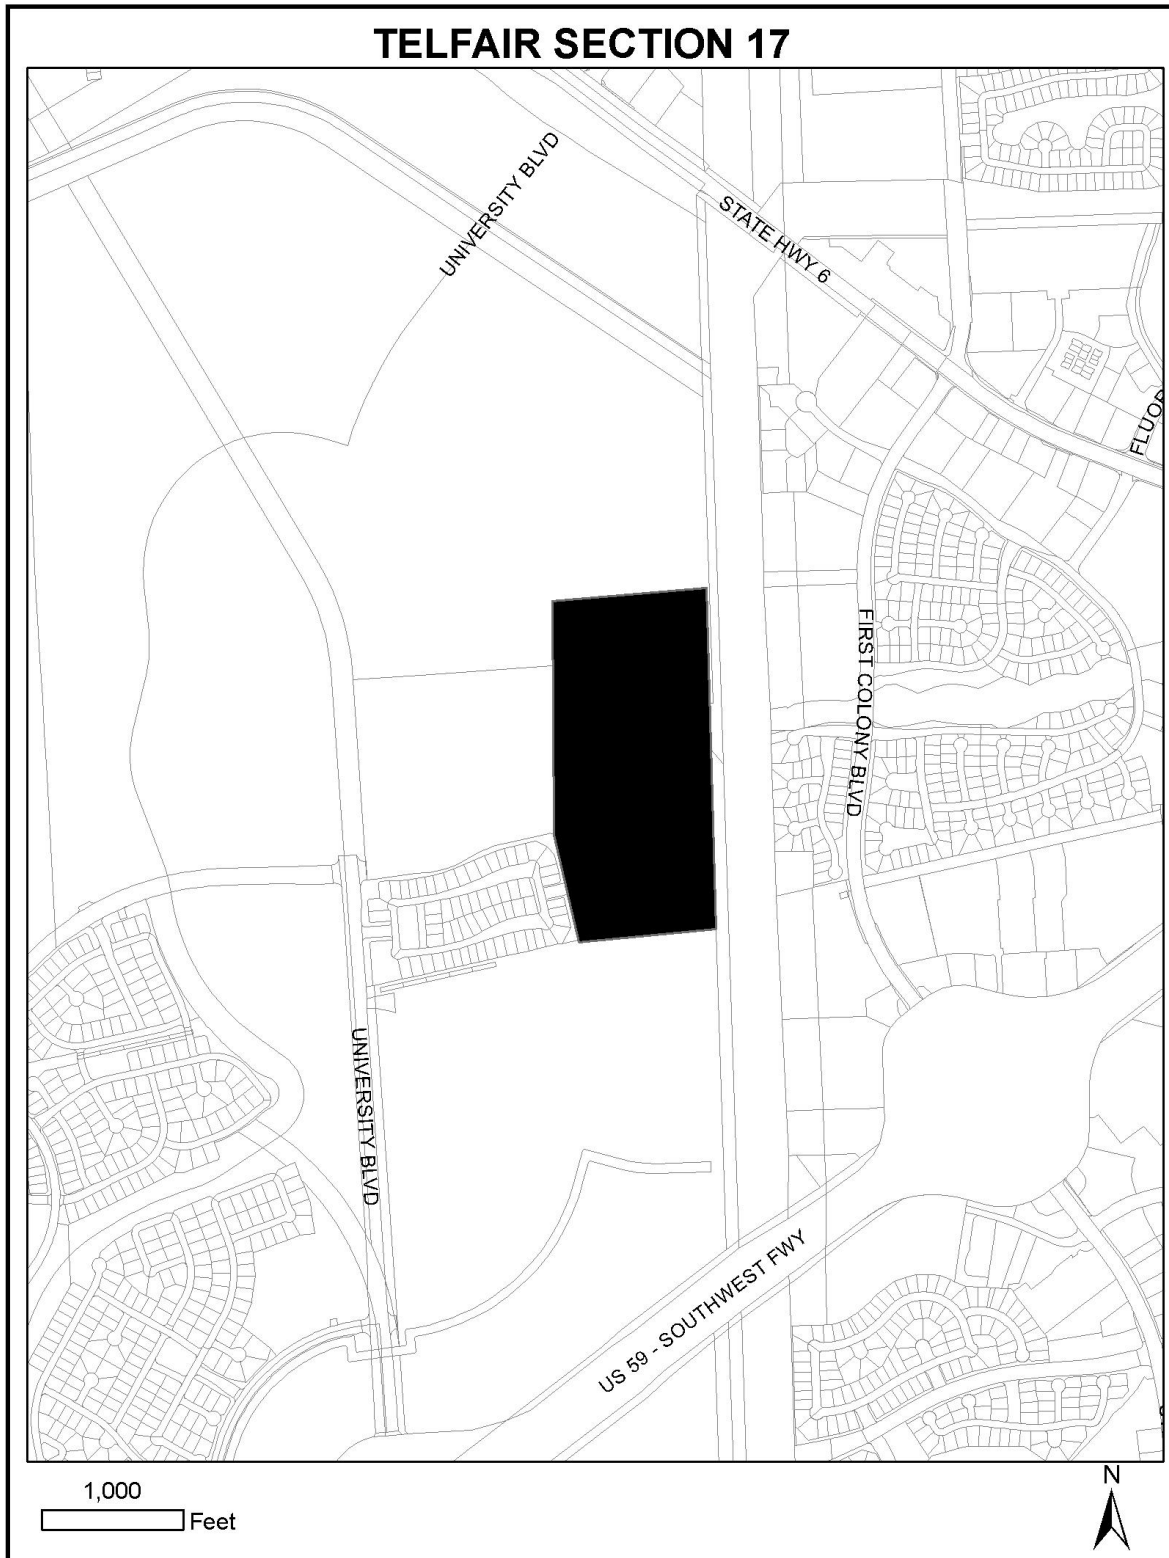 TELFAIR SECTION 17
UNIVERSITY BLVD
STATE HWY 6
FIRST COLONY BLVD
UNIVERSITY BLVD
US 59 - SOUTHWEST FWY
1,000
Feet
N